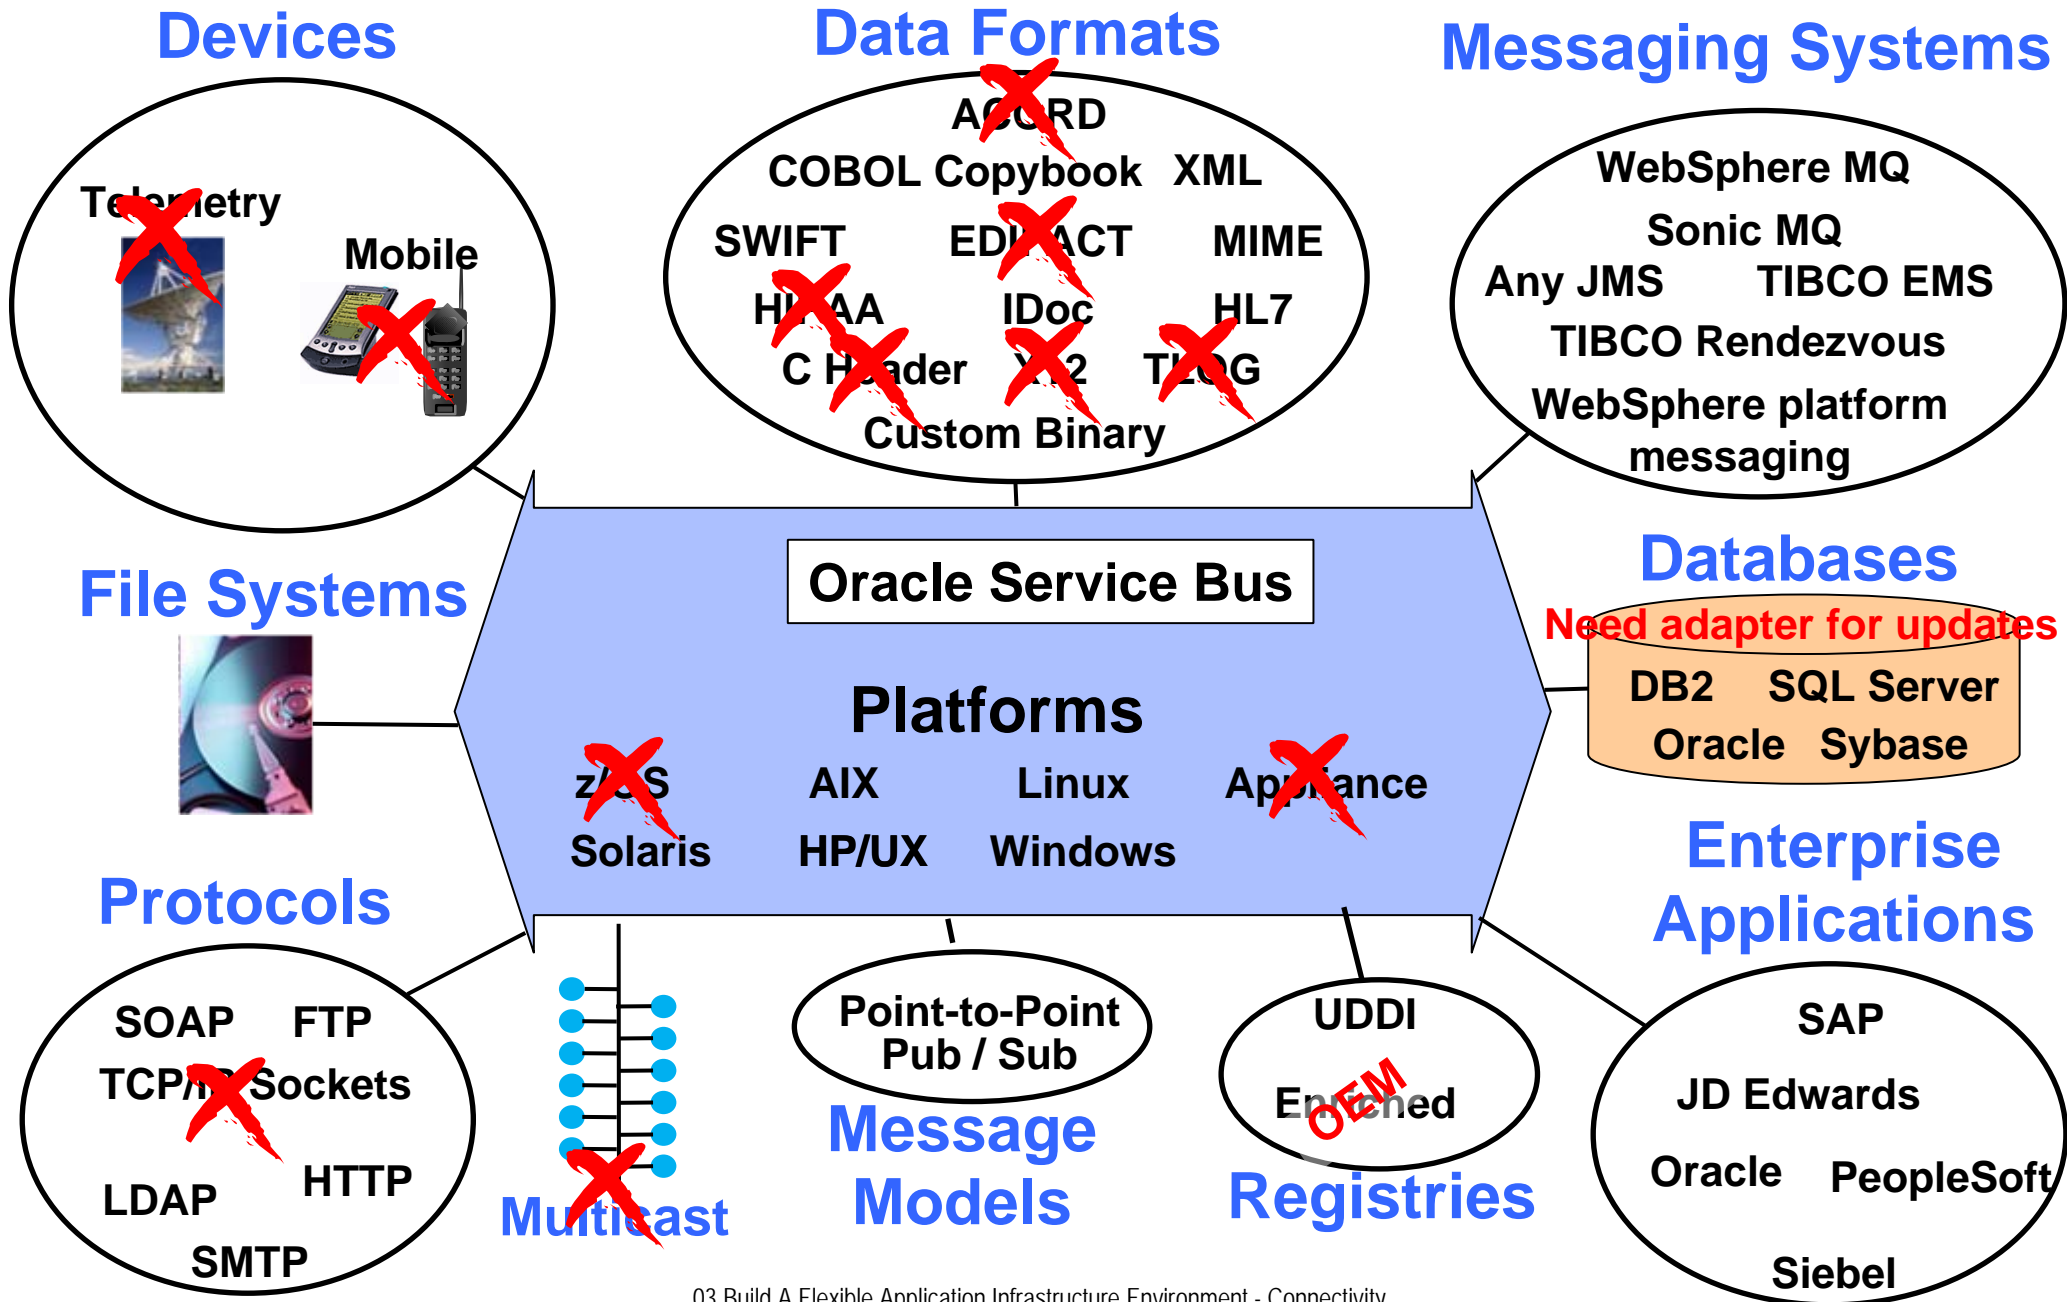 Devices
Telemetry
Mobile
Data Formats
ACORD
COBOL Copybook XML
SWIFT EDIFACT MIME
HIPAA IDoc HL7
C Header X12 TLOG
Custom Binary
Messaging Systems
WebSphere MQ
Sonic MQ
Any JMS TIBCO EMS
TIBCO Rendezvous
WebSphere platform
messaging
File Systems
Oracle Service Bus
Platforms
z/OS AIX Linux Appliance
Solaris HP/UX Windows
Databases
Need adapter for updates
DB2 SQL Server
Oracle Sybase
Protocols
SOAP FTP
TCP/IP Sockets
LDAP HTTP
SMTP
Multicast
Point-to-Point
Pub / Sub
Message
Models
UDDI
Enriched
OEM
Registries
Enterprise
Applications
SAP
JD Edwards
Oracle PeopleSoft
Siebel
03 Build A Flexible Application Infrastructure Environment - Connectivity